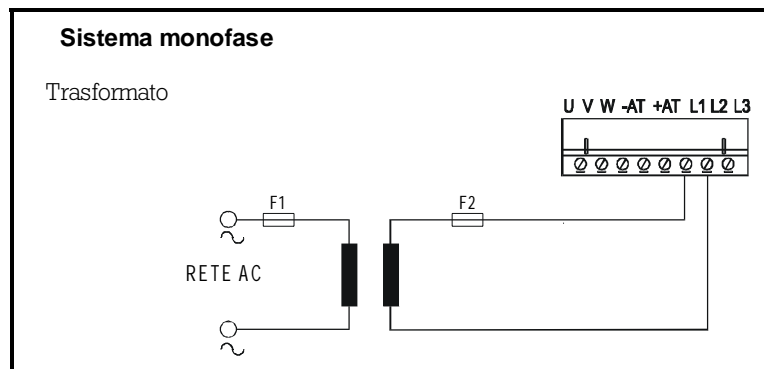 Sistema monofase
Trasformato
U V W -AT +AT L1 L2 L3
F1
F2
RETE AC